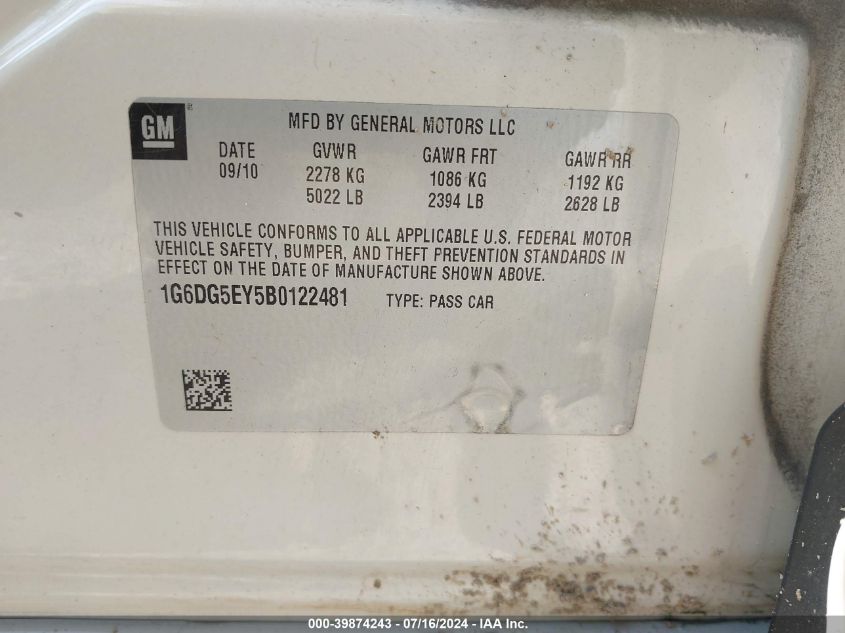 GM
MFD BY GENERAL MOTORS LLC
DATE GVWR GAWR FRT GAWR RR
09/10 2278 KG 1086 KG 1192 KG
5022 LB 2394 LB 2628 LB
THIS VEHICLE CONFORMS TO ALL APPLICABLE U.S. FEDERAL MOTOR
VEHICLE SAFETY, BUMPER, AND THEFT PREVENTION STANDARDS IN
EFFECT ON THE DATE OF MANUFACTURE SHOWN ABOVE.
1G6DG5EY5B0122481 TYPE: PASS CAR
000-39874243 - 07/16/2024 - IAA Inc.